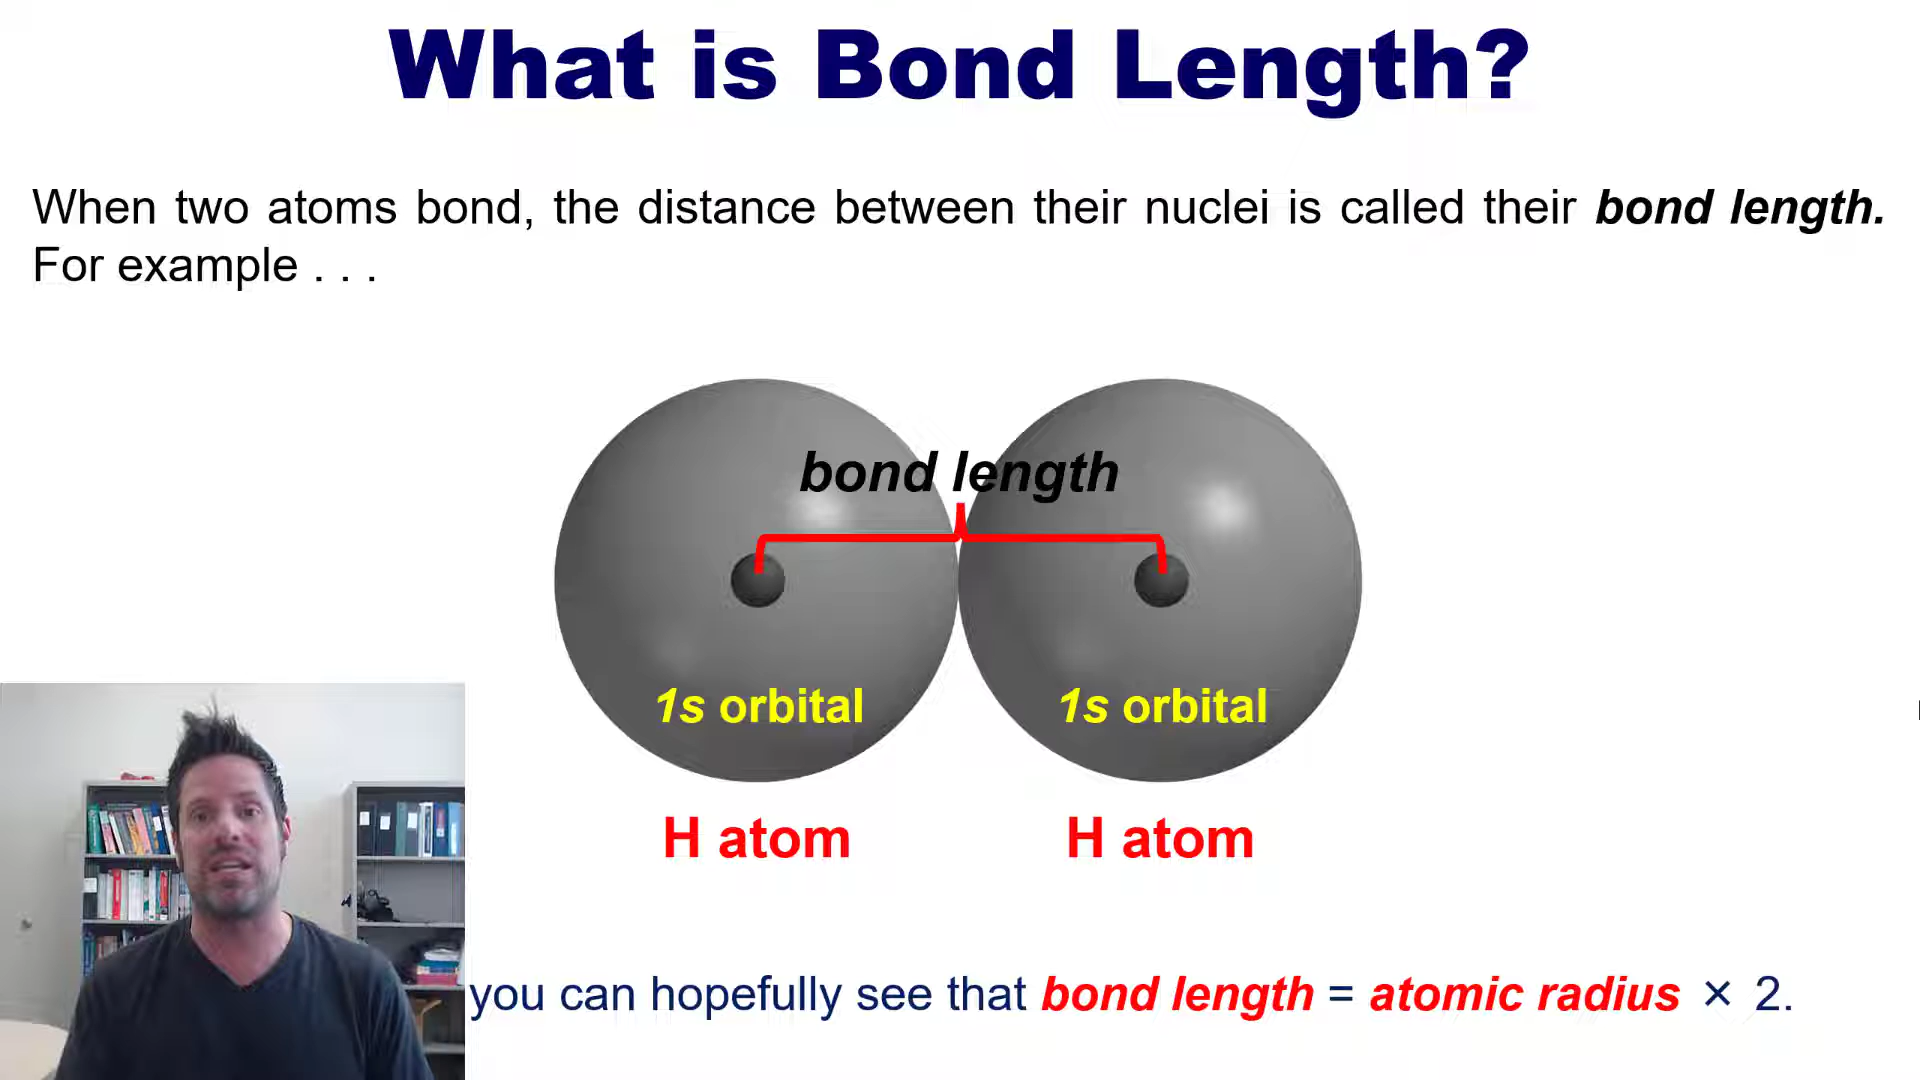 What is Bond Length?
When two atoms bond, the distance between their nuclei is called their bond length.
For example . . .
bond length
1s orbital
1s orbital
H atom
H atom
you can hopefully see that bond length = atomic radius × 2.